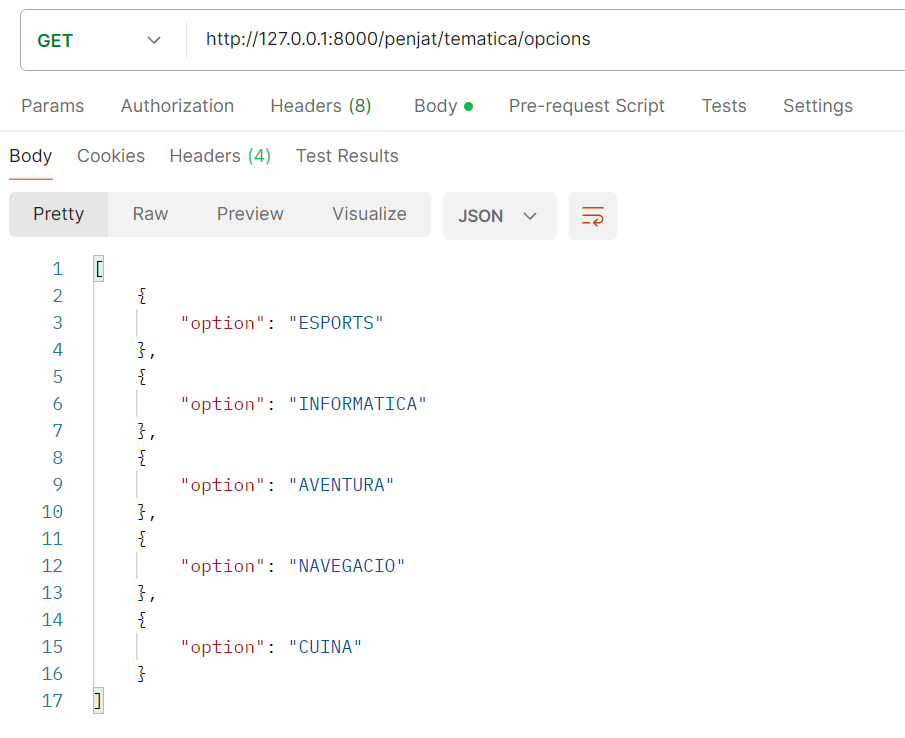 GET http://127.0.0.1:8000/penjat/tematica/opcions
Params Authorization Headers (8) Body Pre-request Script Tests Settings
Body Cookies Headers (4) Test Results
Pretty Raw Preview Visualize JSON
1 [
2 {
3 "option": "ESPORTS"
4 },
5 {
6 "option": "INFORMATICA"
7 },
8 {
9 "option": "AVENTURA"
10 },
11 {
12 "option": "NAVEGACIO"
13 },
14 {
15 "option": "CUINA"
16 }
17 ]